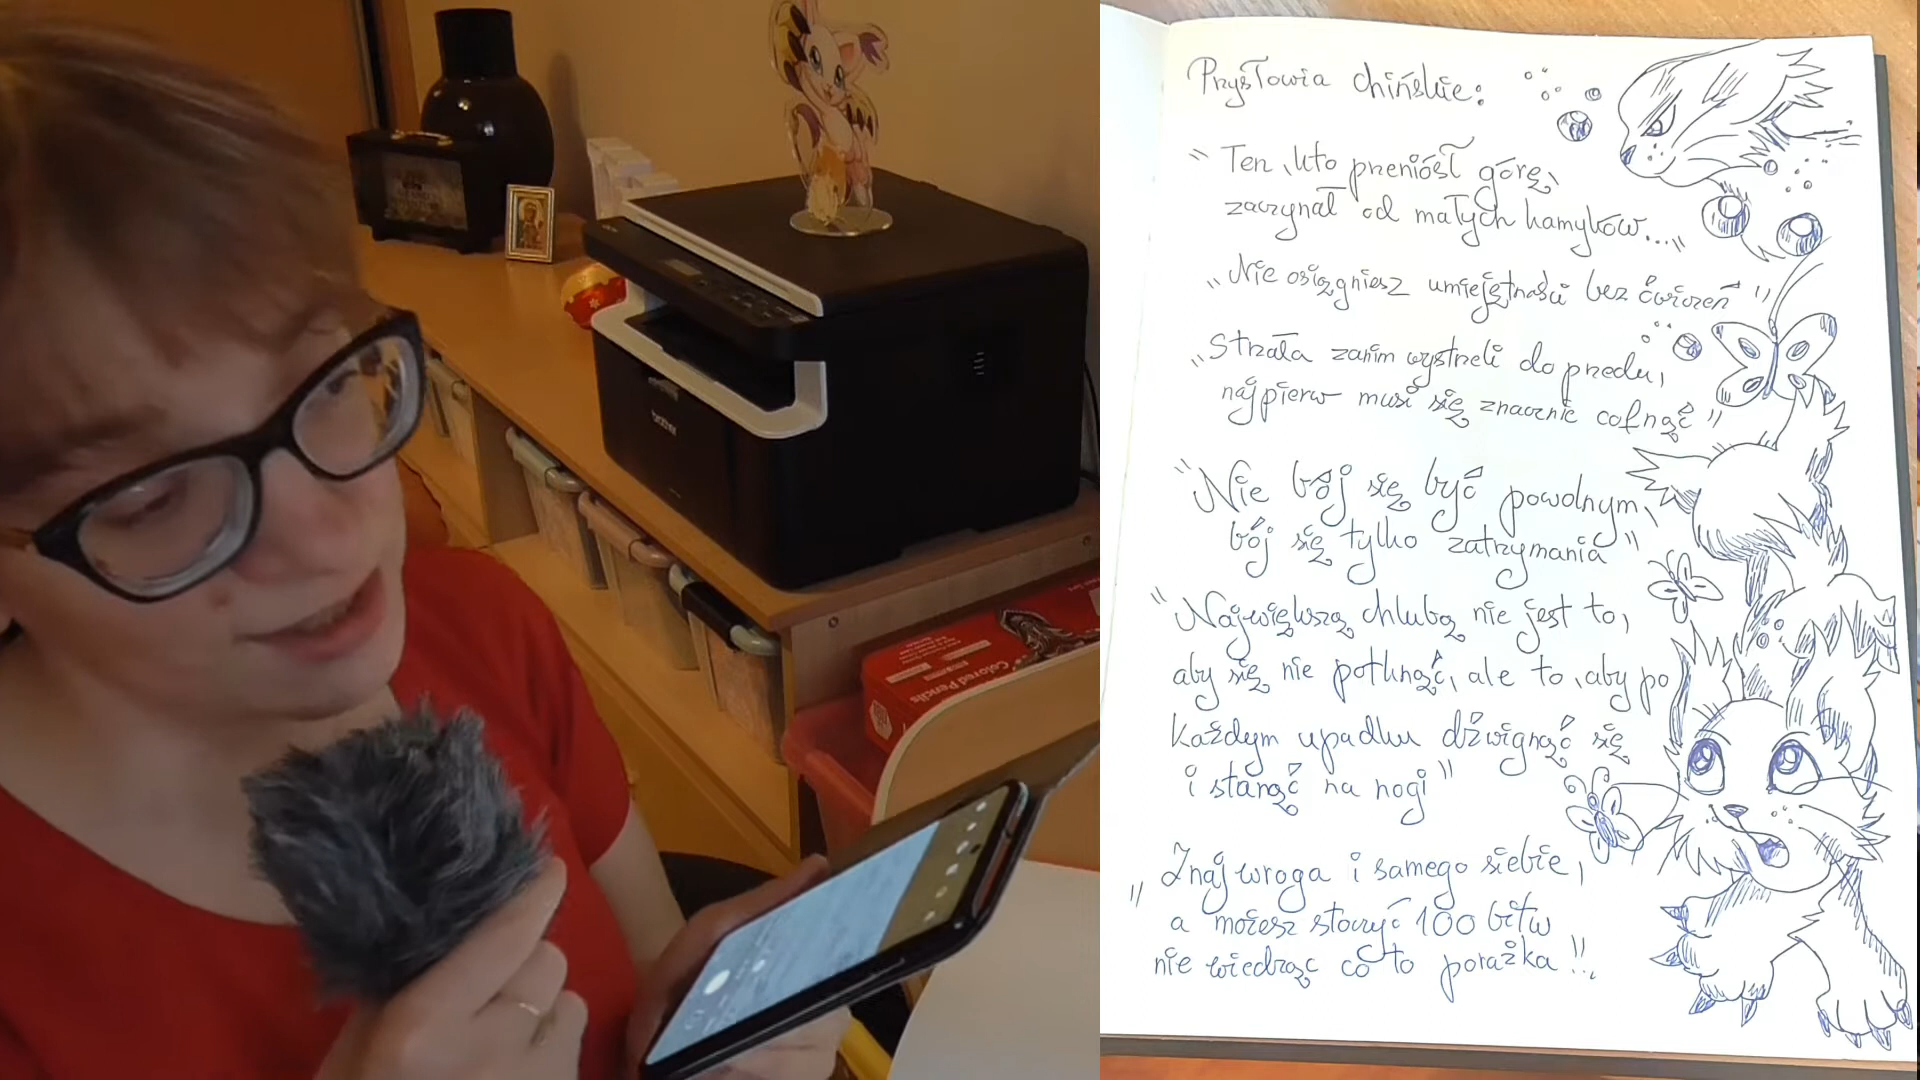 brother
Colored Pencils
Przysłowia chińskie:
"Ten, kto przeniósł górę,
zaczynał od małych kamyków..."
"Nie osiągniesz umiejętności bez ćwiczeń"
"Strzała zanim wystrzeli do przodu,
najpierw musi się znacznie cofnąć"
"Nie bój się być powolnym,
bój się tylko zatrzymania"
"Największą chlubą nie jest to,
aby się nie potknąć, ale to, aby po
każdym upadku dźwignąć się
i stanąć na nogi"
"Znaj wroga i samego siebie,
a możesz stoczyć 100 bitw
nie wiedząc co to porażka!"